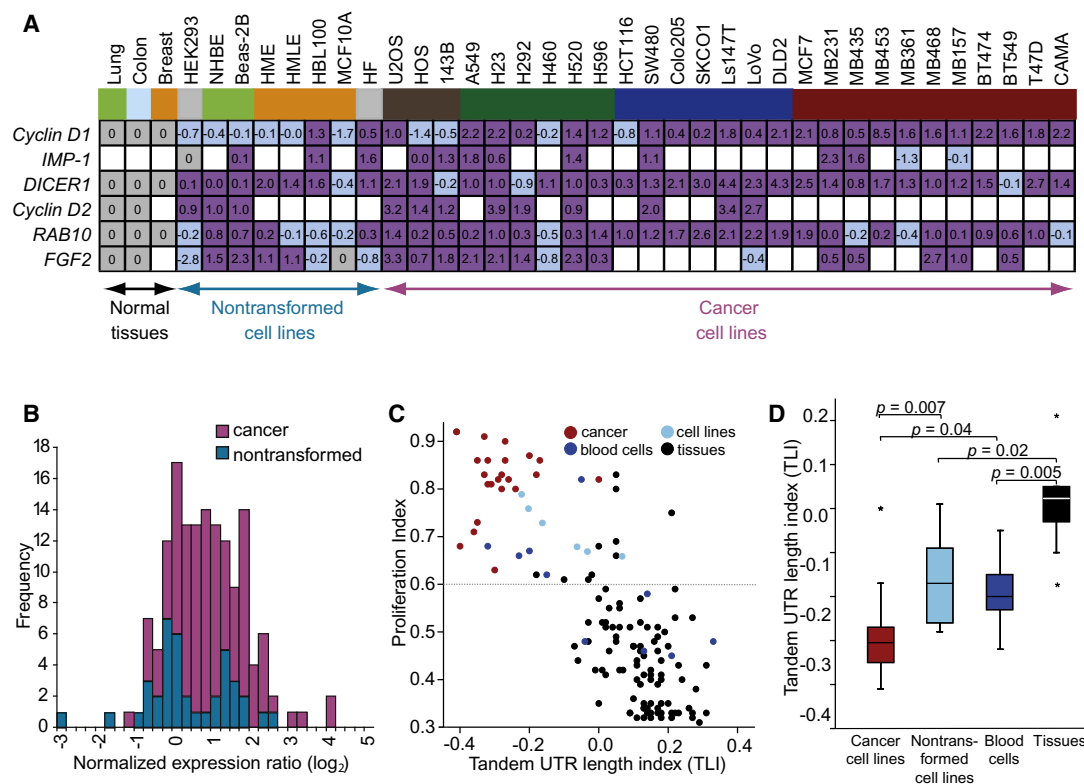 A
Lung Colon Breast HEK293 NHBE Beas-2B HME HMLE HBL100 MCF10A HF U2OS HOS 143B A549 H23 H292 H460 H520 H596 HCT116 SW480 Colo205 SKCO1 Ls147T LoVo DLD2 MCF7 MB231 MB435 MB453 MB361 MB468 MB157 BT474 BT549 T47D CAMA
Cyclin D1 0 0 0 -0.7 -0.4 -0.1 -0.1 -0.0 1.3 -1.7 0.5 1.0 -1.4 -0.5 2.2 2.2 0.2 -0.2 1.4 1.2 -0.8 1.1 0.4 0.2 1.8 0.4 2.1 2.1 0.8 0.5 8.5 1.6 1.6 1.1 2.2 1.6 1.8 2.2
IMP-1 0 0.1 1.1 1.6 0.0 1.3 1.8 0.6 1.4 1.1 2.3 1.6 -1.3 -0.1
DICER1 0 0 0 0.1 0.0 0.1 2.0 1.4 1.6 -0.4 1.1 2.1 1.9 -0.2 1.0 1.0 -0.9 1.1 1.0 0.3 0.3 1.3 2.1 4.4 2.3 4.3 2.5 1.4 0.8 1.7 1.3 1.0 1.2 1.5 -0.1 2.7 1.4
Cyclin D2 0 0 0.9 1.0 1.0 3.2 1.4 1.2 3.9 1.9 0.9 2.0 3.4 2.7
RAB10 0 0 0 -0.2 0.8 0.7 0.2 -0.1 -0.6 -0.2 0.3 1.4 0.5 0.4 0.2 1.0 0.3 -0.5 0.3 1.4 1.0 1.2 1.7 2.6 2.1 2.1 1.9 1.9 0.5 -0.2 0.5 -0.4 1.0 0.9 0.1 0.6 1.0 -0.1
FGF2 0 0 -2.8 1.5 2.3 1.1 1.1 -0.2 0 -0.8 3.3 0.7 1.8 2.1 1.4 1.9 -0.8 2.3 0.3 -0.4 0.5 0.5 2.7 1.0 0.5
Normal tissues
Nontransformed cell lines
Cancer cell lines
B
cancer
nontransformed
18
16
14
12
10
8
6
4
2
0
Frequency
-3 -2 -1 0 1 2 3 4 5
Normalized expression ratio (log2)
C
cancer cell lines
blood cells tissues
0.9
0.8
0.7
0.6
0.5
0.4
0.3
Proliferation Index
-0.4 -0.2 0.0 0.2 0.4
Tandem UTR length index (TLI)
D
p = 0.007
p = 0.04
p = 0.02
p = 0.005
0.2
0.1
0.0
-0.1
-0.2
-0.3
-0.4
Tandem UTR length index (TLI)
* * *
Cancer Nontrans- Blood Tissues
cell lines formed cells
cell lines